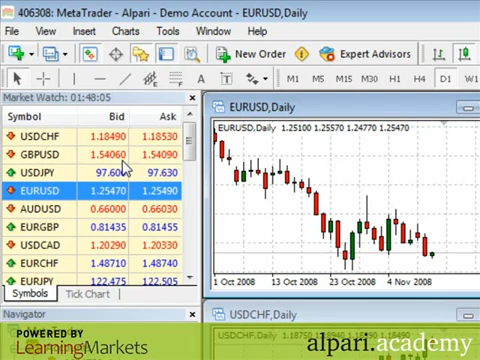 406308: MetaTrader - Alpari - Demo Account - EURUSD,Daily
File View Insert Charts Tools Window Help
New Order Expert Advisors
A T M1 M5 M15 M30 H1 H4 D1 W
Market Watch: 01:48:05
Symbol Bid Ask
USDCHF 1.18490 1.18530
GBPUSD 1.54060 1.54090
USDJPY 97.600 97.630
EURUSD 1.25470 1.25490
AUDUSD 0.66000 0.66030
EURGBP 0.81435 0.81455
USDCAD 1.20290 1.20330
EURCHF 1.48710 1.48740
EURJPY 122.475 122.505
Symbols Tick Chart
Navigator
EURUSD,Daily
EURUSD,Daily 1.25100 1.25570 1.24770 1.25470
1 Oct 2008 13 Oct 2008 23 Oct 2008 4 Nov 2008
USDCHF,Daily
USDCHF,Daily
POWERED BY
LearningMarkets
alpari.academy